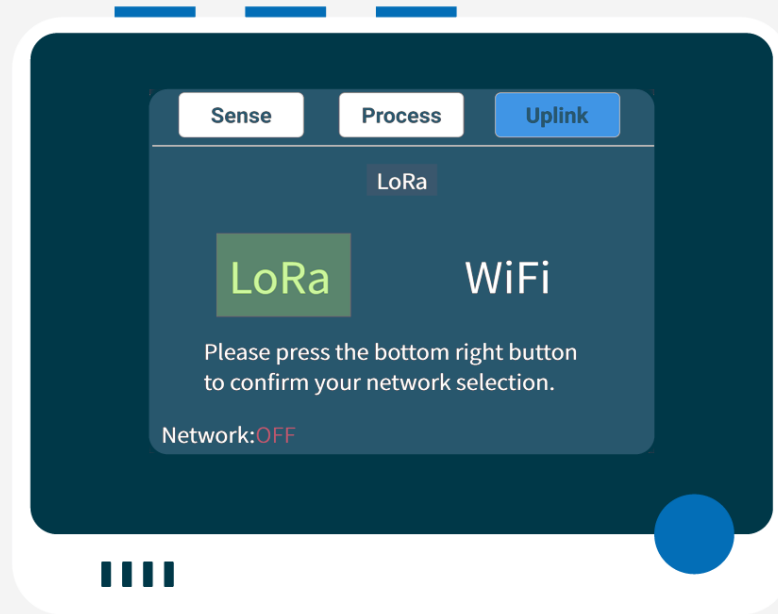 Sense Process Uplink
LoRa
LoRa WiFi
Please press the bottom right button
to confirm your network selection.
Network:OFF